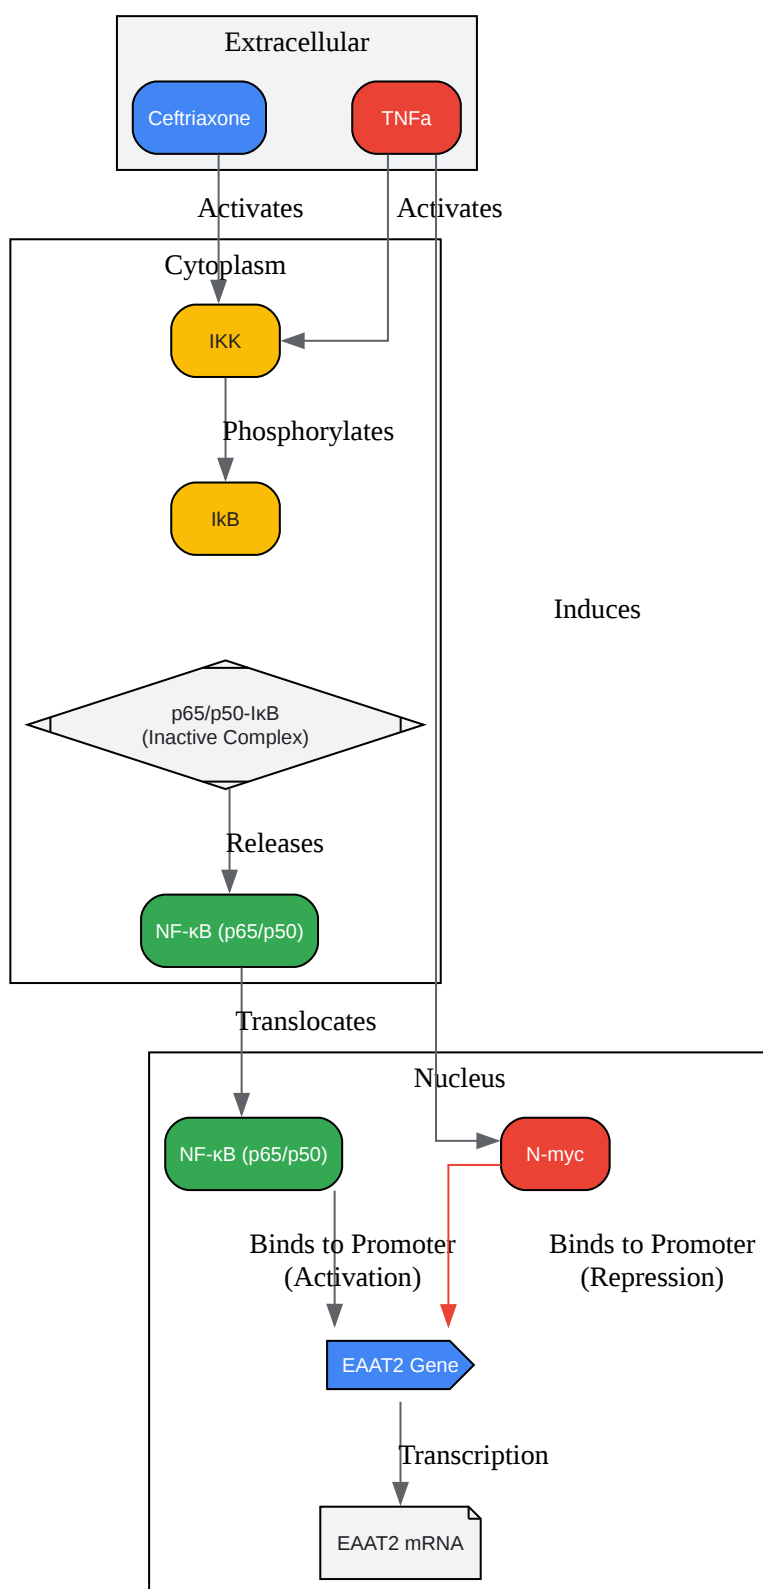 Extracellular
Ceftriaxone
TNFa
Activates
Activates
Cytoplasm
IKK
Phosphorylates
IkB
Induces
p65/p50-IκB
(Inactive Complex)
Releases
NF-κB (p65/p50)
Translocates
Nucleus
NF-κB (p65/p50)
N-myc
Binds to Promoter
(Activation)
Binds to Promoter
(Repression)
EAAT2 Gene
Transcription
EAAT2 mRNA